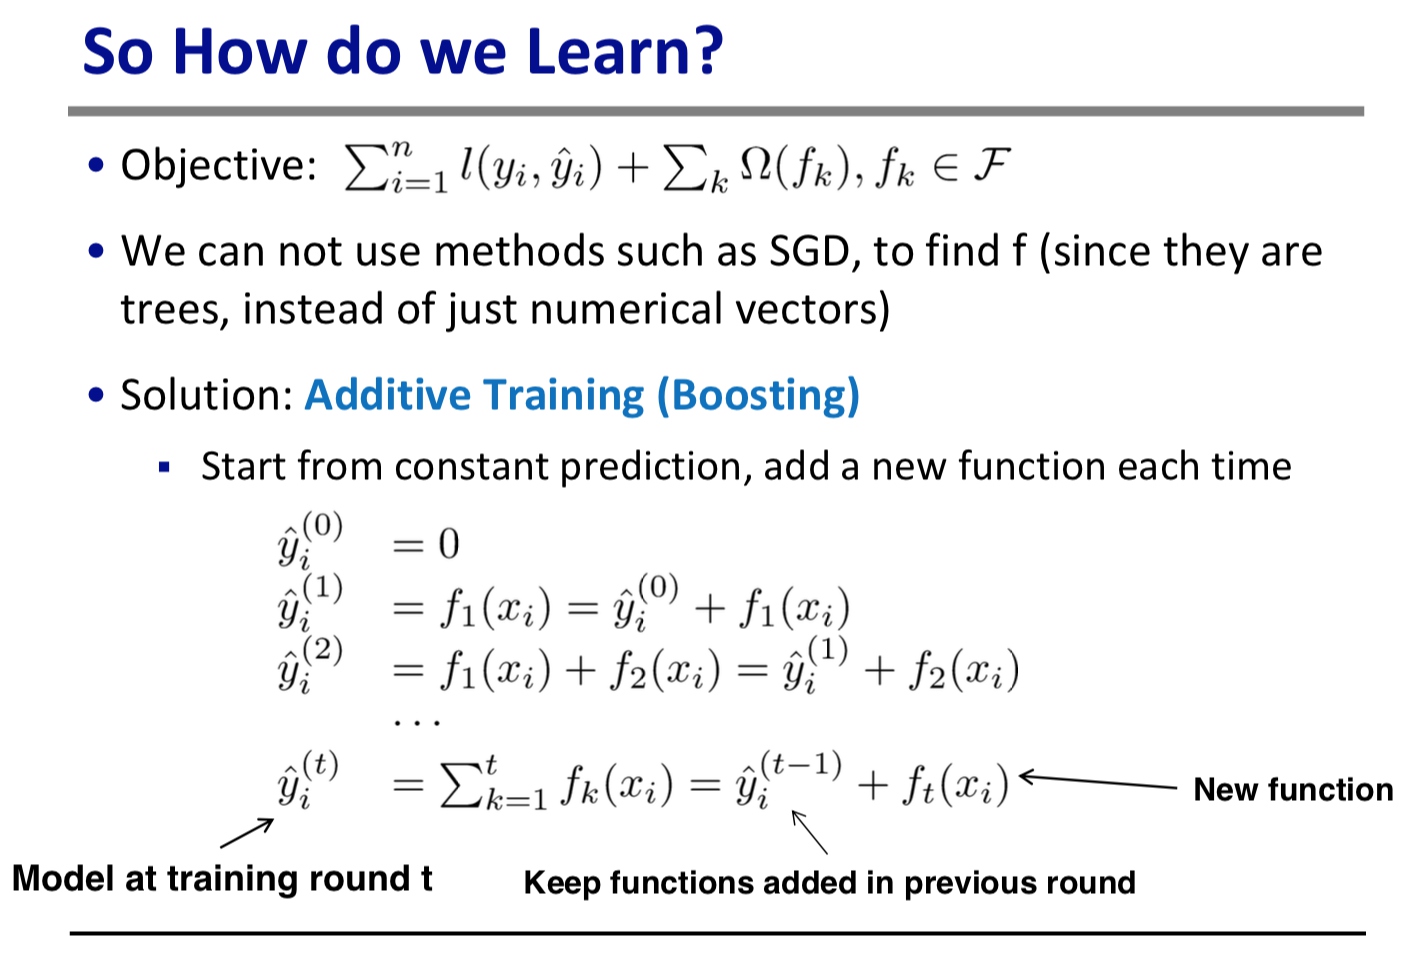 So How do we Learn?
• Objective: $\sum_{i=1}^{n} l(y_i, \hat{y}_i) + \sum_k \Omega(f_k), f_k \in \mathcal{F}$
• We can not use methods such as SGD, to find f (since they are
trees, instead of just numerical vectors)
• Solution: Additive Training (Boosting)
▪ Start from constant prediction, add a new function each time
$\hat{y}_i^{(0)} = 0$
$\hat{y}_i^{(1)} = f_1(x_i) = \hat{y}_i^{(0)} + f_1(x_i)$
$\hat{y}_i^{(2)} = f_1(x_i) + f_2(x_i) = \hat{y}_i^{(1)} + f_2(x_i)$
$\cdots$
$\hat{y}_i^{(t)} = \sum_{k=1}^{t} f_k(x_i) = \hat{y}_i^{(t-1)} + f_t(x_i)$
New function
Model at training round t
Keep functions added in previous round